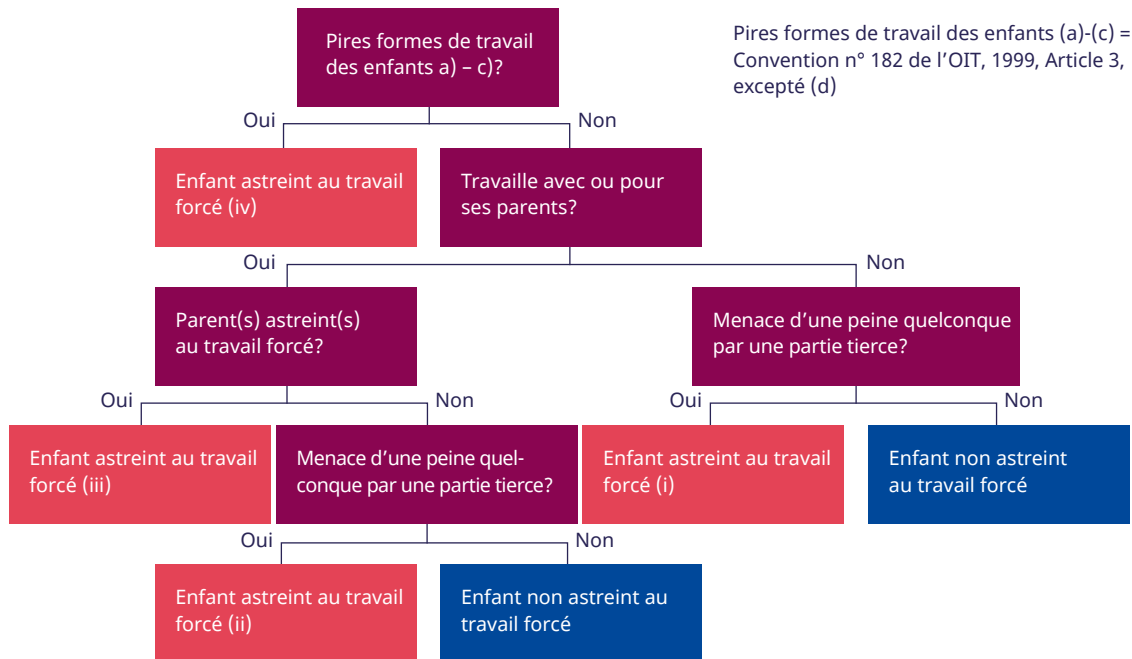 Pires formes de travail
des enfants a) – c)?
Pires formes de travail des enfants (a)-(c) =
Convention n° 182 de l'OIT, 1999, Article 3,
excepté (d)
Oui
Non
Enfant astreint au travail
forcé (iv)
Travaille avec ou pour
ses parents?
Oui
Non
Parent(s) astreint(s)
au travail forcé?
Menace d'une peine quelconque
par une partie tierce?
Oui
Non
Oui
Non
Enfant astreint au travail
forcé (iii)
Menace d'une peine quel-
conque par une partie tierce?
Enfant astreint au travail
forcé (i)
Enfant non astreint
au travail forcé
Oui
Non
Enfant astreint au travail
forcé (ii)
Enfant non astreint au
travail forcé